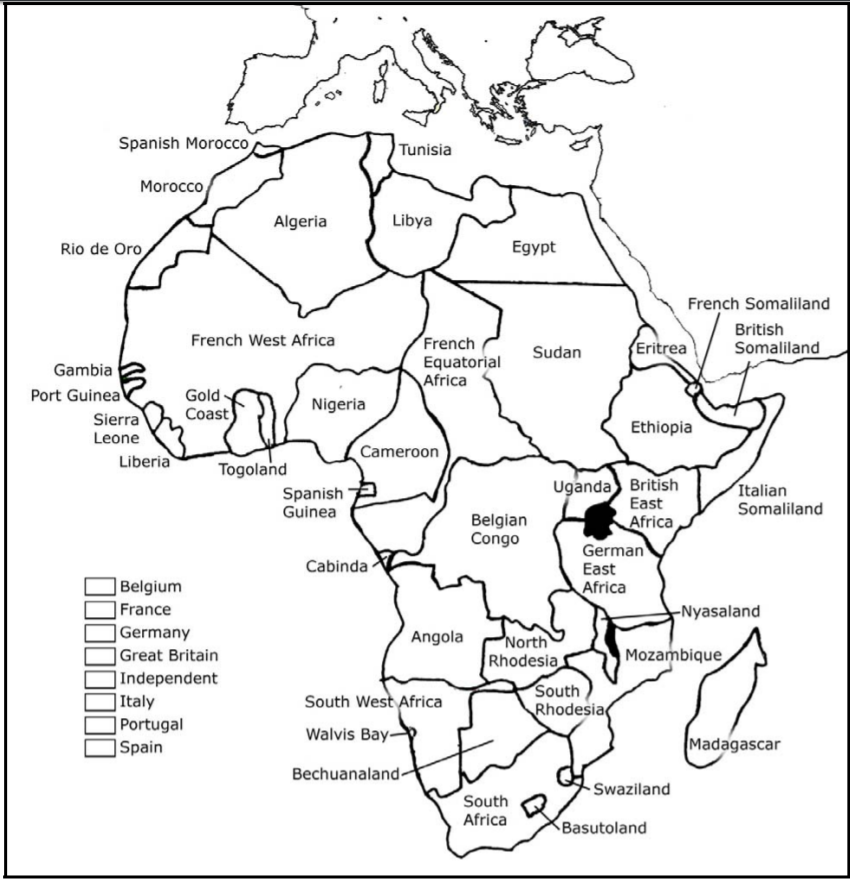 Spanish Morocco
Tunisia
Morocco
Algeria
Libya
Rio de Oro
Egypt
French Somaliland
British
Somaliland
French West Africa
French
Equatorial
Africa
Sudan
Eritrea
Gambia
Port Guinea
Gold
Coast
Nigeria
Sierra
Leone
Ethiopia
Liberia
Togoland
Cameroon
Spanish
Guinea
Uganda
British
East
Africa
Italian
Somaliland
Belgian
Congo
Cabinda
German
East
Africa
Belgium
France
Germany
Great Britain
Independent
Italy
Portugal
Spain
Nyasaland
Angola
North
Rhodesia
Mozambique
South West Africa
South
Rhodesia
Walvis Bay
Madagascar
Bechuanaland
Swaziland
South
Africa
Basutoland